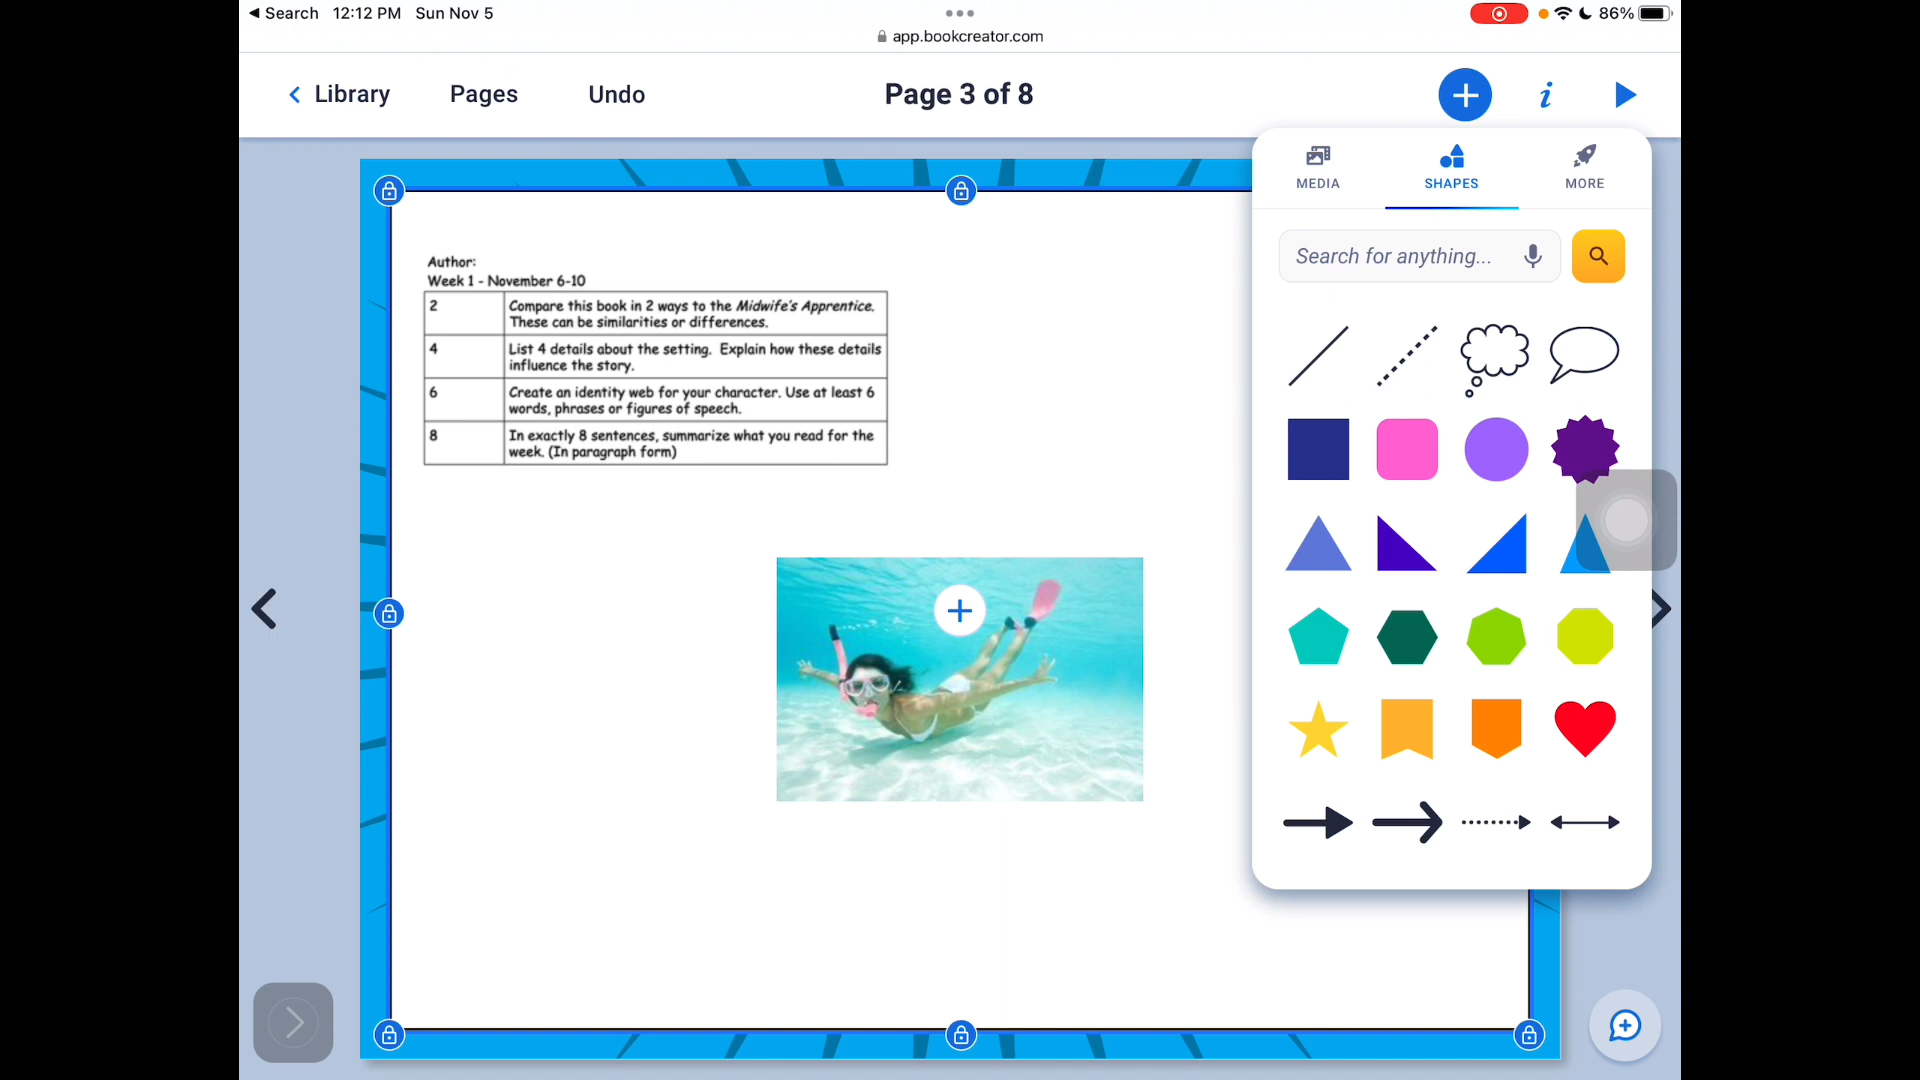 Search 12:12 PM Sun Nov 5
86%
app.bookcreator.com
Library Pages Undo Page 3 of 8 i
MEDIA SHAPES MORE
Search for anything...
Author:
Week 1 - November 6-10
2 Compare this book in 2 ways to the Midwife's Apprentice.
These can be similarities or differences.
4 List 4 details about the setting. Explain how these details
influence the story.
6 Create an identity web for your character. Use at least 6
words, phrases or figures of speech.
8 In exactly 8 sentences, summarize what you read for the
week. (In paragraph form)